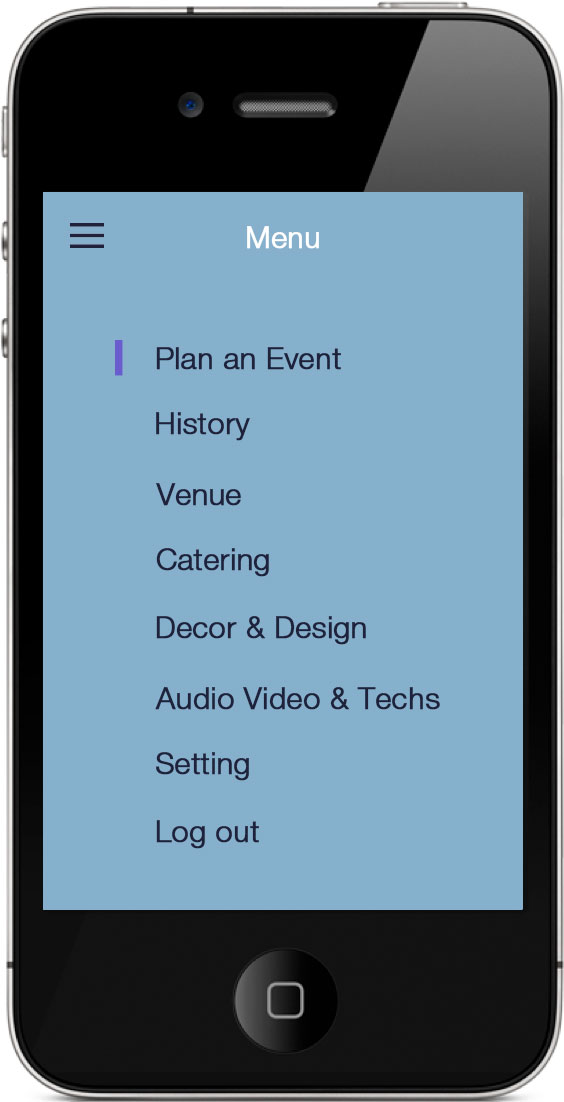 Menu
Plan an Event
History
Venue
Catering
Decor & Design
Audio Video & Techs
Setting
Log out